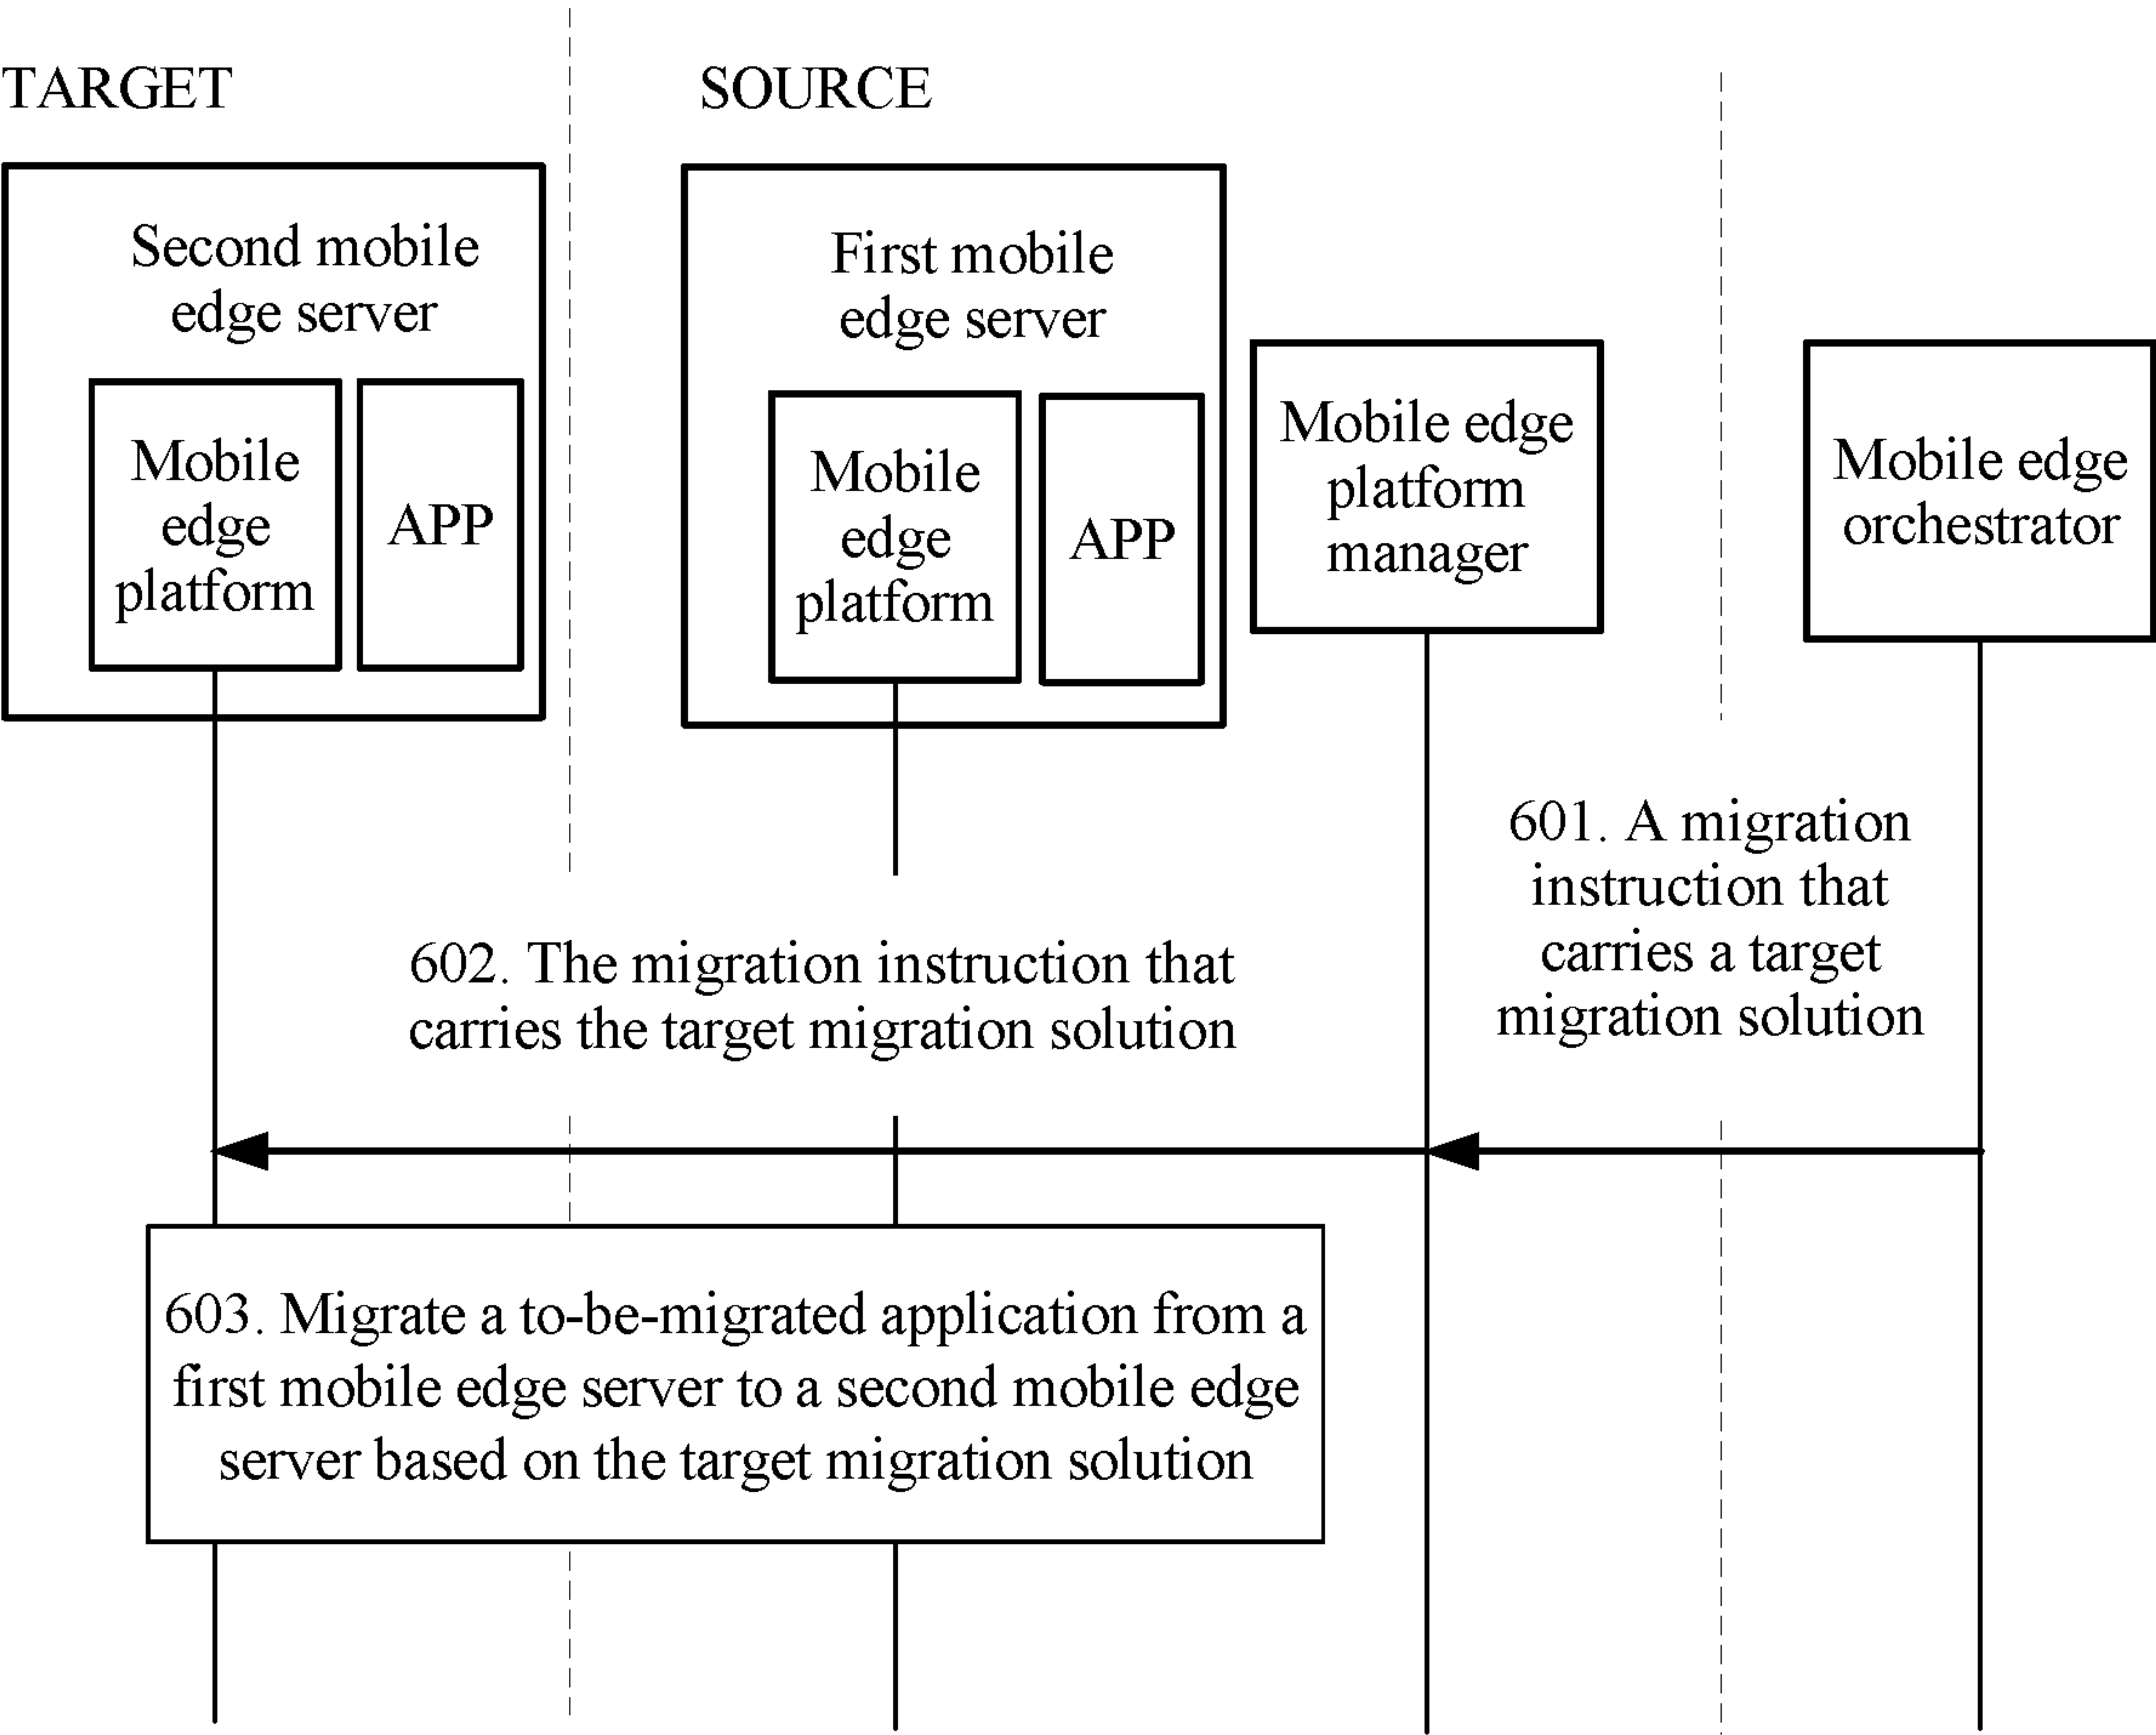 TARGET
SOURCE
Second mobile
edge server
Mobile
edge
platform
APP
First mobile
edge server
Mobile
edge
platform
APP
Mobile edge
platform
manager
Mobile edge
orchestrator
601. A migration
instruction that
carries a target
migration solution
602. The migration instruction that
carries the target migration solution
603. Migrate a to-be-migrated application from a
first mobile edge server to a second mobile edge
server based on the target migration solution